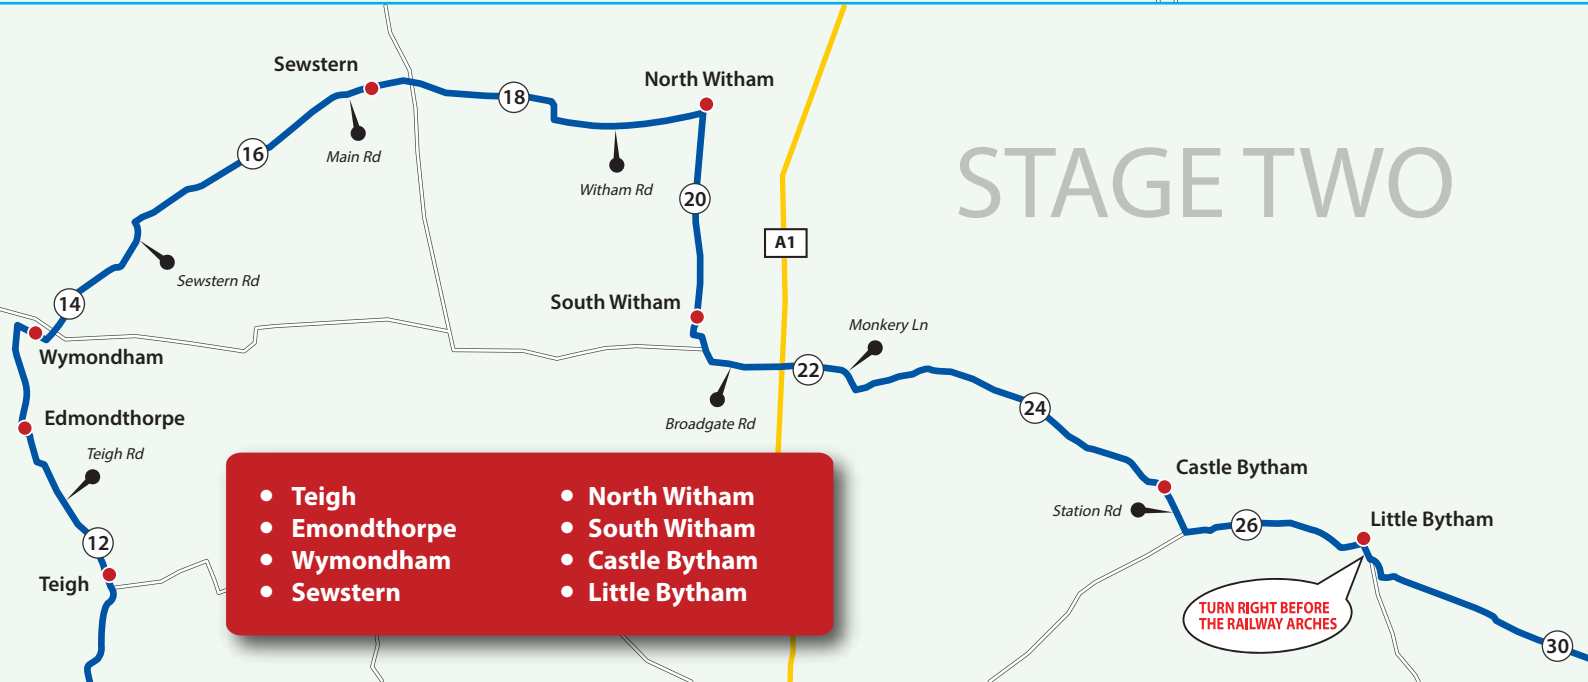 Sewstern
North Witham
18
16
Main Rd
Witham Rd
STAGE TWO
20
A1
Sewstern Rd
14
South Witham
Monkery Ln
Wymondham
22
24
Edmondthorpe
Broadgate Rd
Teigh Rd
Castle Bytham
Station Rd
26
Little Bytham
12
Teigh
• Teigh
• Emondthorpe
• Wymondham
• Sewstern
• North Witham
• South Witham
• Castle Bytham
• Little Bytham
TURN RIGHT BEFORE
THE RAILWAY ARCHES
30